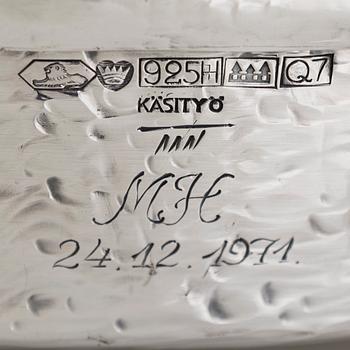 925H Q7
KÄSITYÖ
MH
24.12.1971.